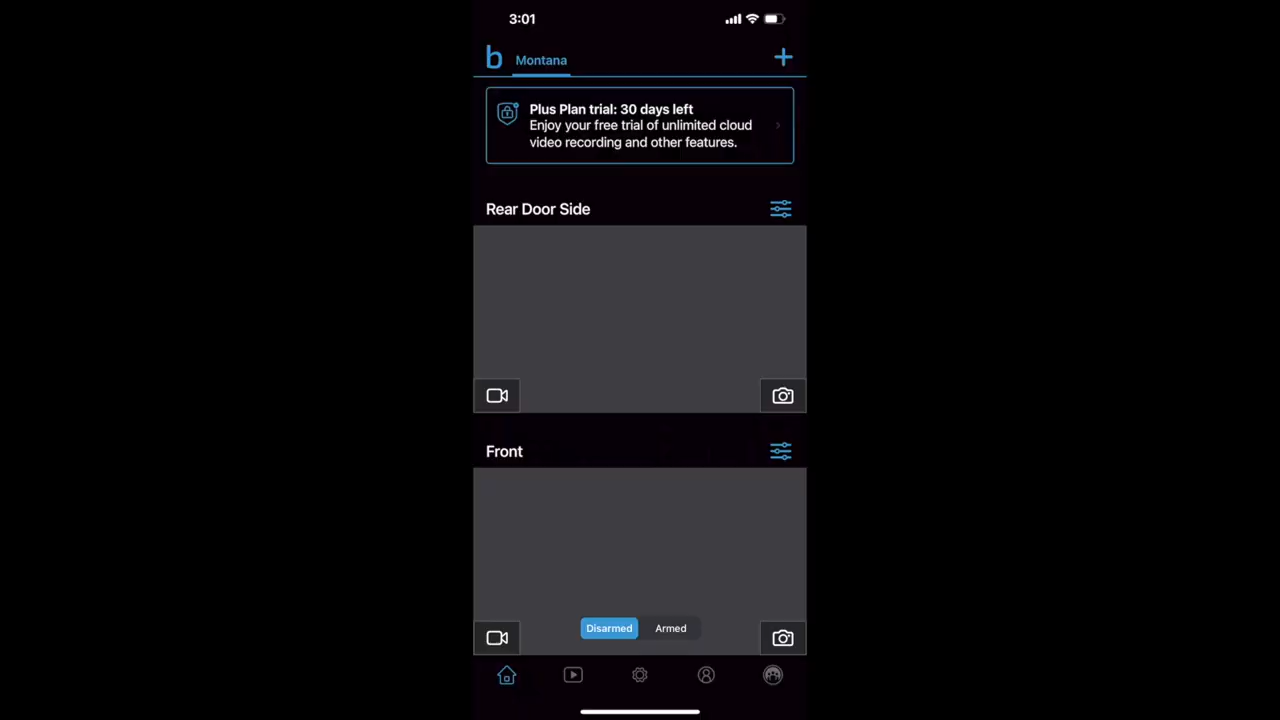 3:01
b Montana
Plus Plan trial: 30 days left
Enjoy your free trial of unlimited cloud
video recording and other features.
Rear Door Side
Front
Disarmed Armed